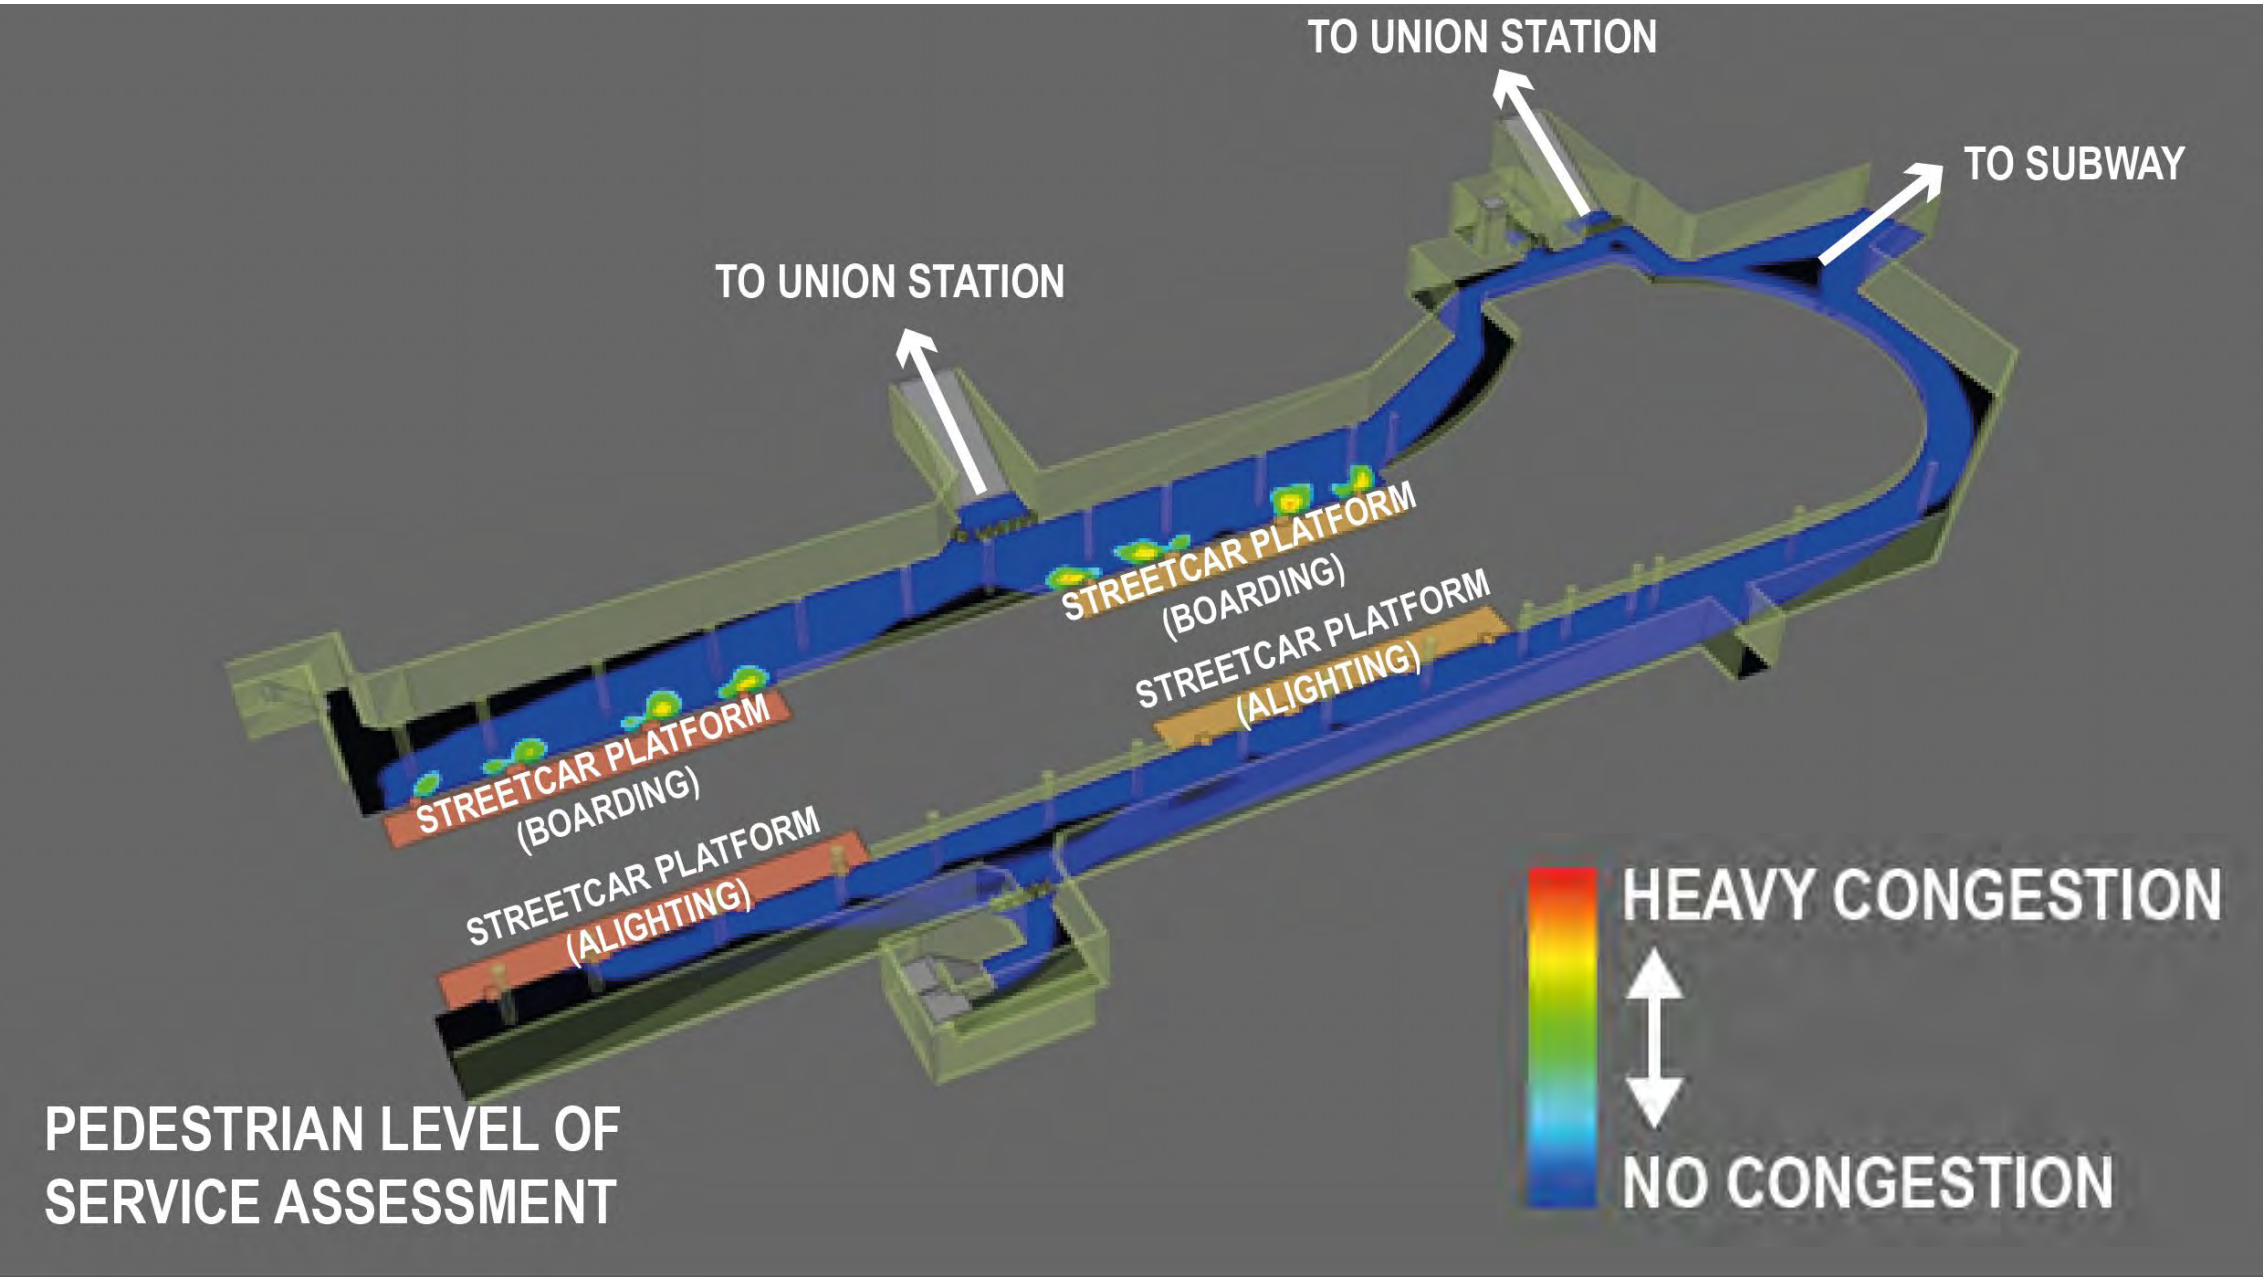 TO UNION STATION
TO SUBWAY
TO UNION STATION
STREETCAR PLATFORM
(BOARDING)
STREETCAR PLATFORM
(ALIGHTING)
STREETCAR PLATFORM
(BOARDING)
STREETCAR PLATFORM
(ALIGHTING)
HEAVY CONGESTION
NO CONGESTION
PEDESTRIAN LEVEL OF
SERVICE ASSESSMENT